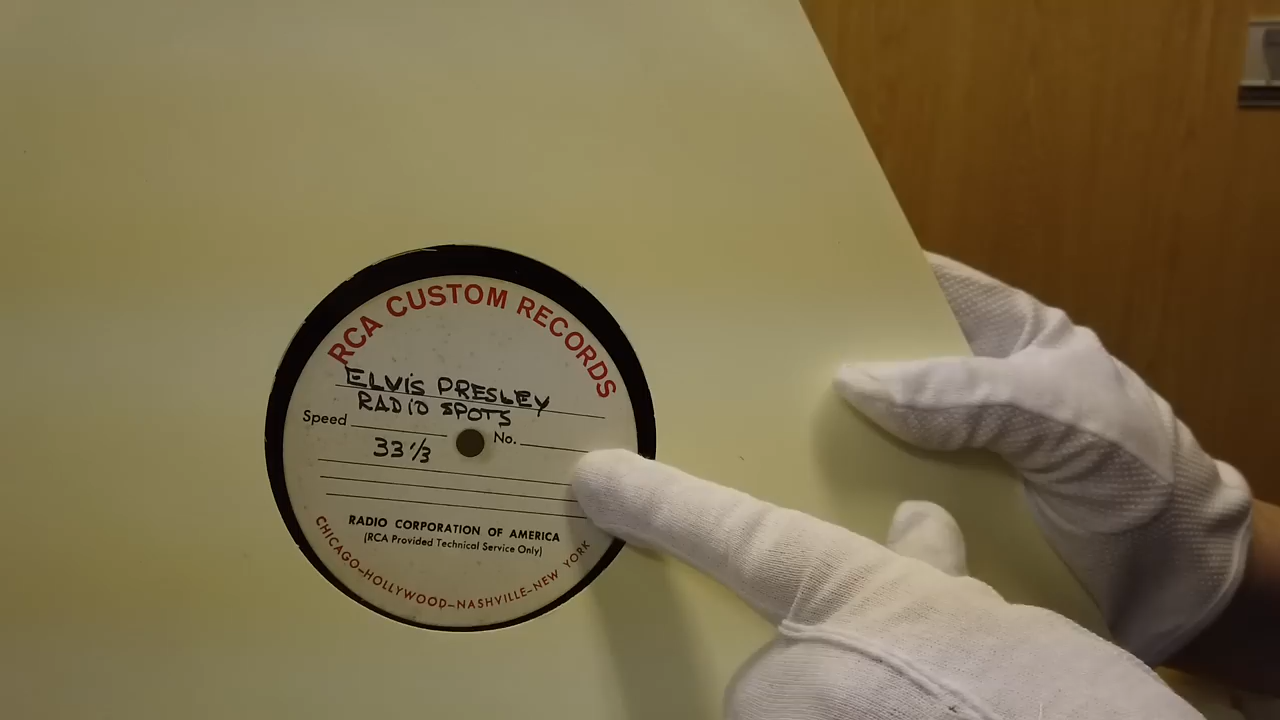 RCA CUSTOM RECORDS
ELVIS PRESLEY
RADIO SPOTS
Speed
No.
33 1/3
RADIO CORPORATION OF AMERICA
(RCA Provided Technical Service Only)
CHICAGO-HOLLYWOOD-NASHVILLE-NEW YORK